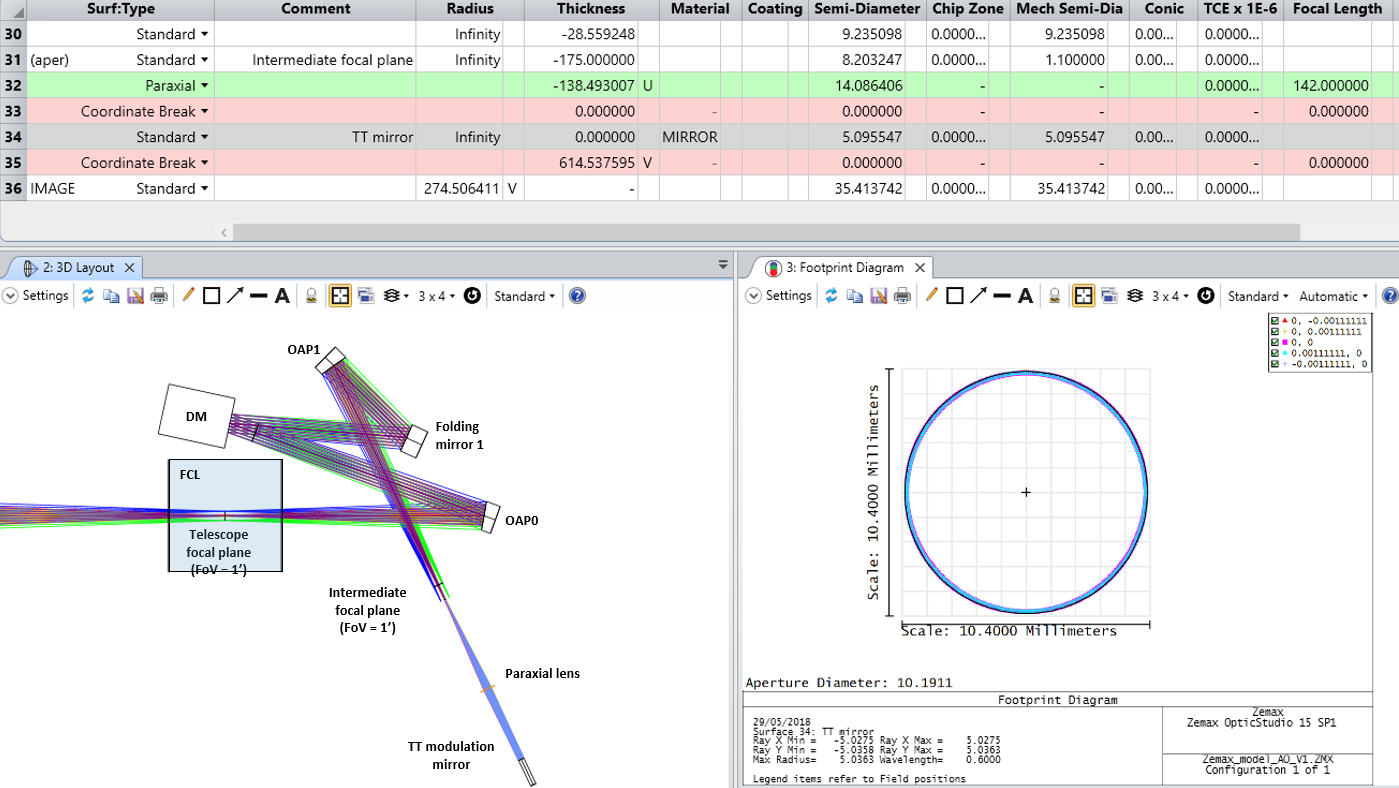 Surf:Type Comment Radius Thickness Material Coating Semi-Diameter Chip Zone Mech Semi-Dia Conic TCE x 1E-6 Focal Length
30 Standard Infinity -28.559248 9.235098 0.0000... 9.235098 0.00... 0.0000...
31 (aper) Standard Intermediate focal plane Infinity -175.000000 8.203247 0.0000... 1.100000 0.00... 0.0000...
32 Paraxial -138.493007 U 14.086406 - - 0.0000... 142.000000
33 Coordinate Break 0.000000 - 0.000000 - - - 0.000000
34 Standard TT mirror Infinity 0.000000 MIRROR 5.095547 0.0000... 5.095547 0.00... 0.0000...
35 Coordinate Break 614.537595 V - 0.000000 - - - 0.000000
36 IMAGE Standard 274.506411 V - 35.413742 0.0000... 35.413742 0.00... 0.0000...
2: 3D Layout
Settings A 3 x 4 Standard
OAP1
DM
Folding
mirror 1
FCL
OAP0
Telescope
focal plane
(FoV = 1')
Intermediate
focal plane
(FoV = 1')
Paraxial lens
TT modulation
mirror
3: Footprint Diagram
Settings A 3 x 4 Standard Automatic
0, -0.00111111
0, 0.00111111
0, 0
0.00111111, 0
-0.00111111, 0
Scale: 10.4000 Millimeters
Scale: 10.4000 Millimeters
Aperture Diameter: 10.1911
Footprint Diagram
29/05/2018
Surface 34: TT mirror
Ray X Min = -5.0275 Ray X Max = 5.0275
Ray Y Min = -5.0358 Ray Y Max = 5.0363
Max Radius= 5.0363 Wavelength= 0.6000
Legend items refer to Field positions
Zemax
Zemax OpticStudio 15 SP1
Zemax_model_AO_V1.ZMX
Configuration 1 of 1